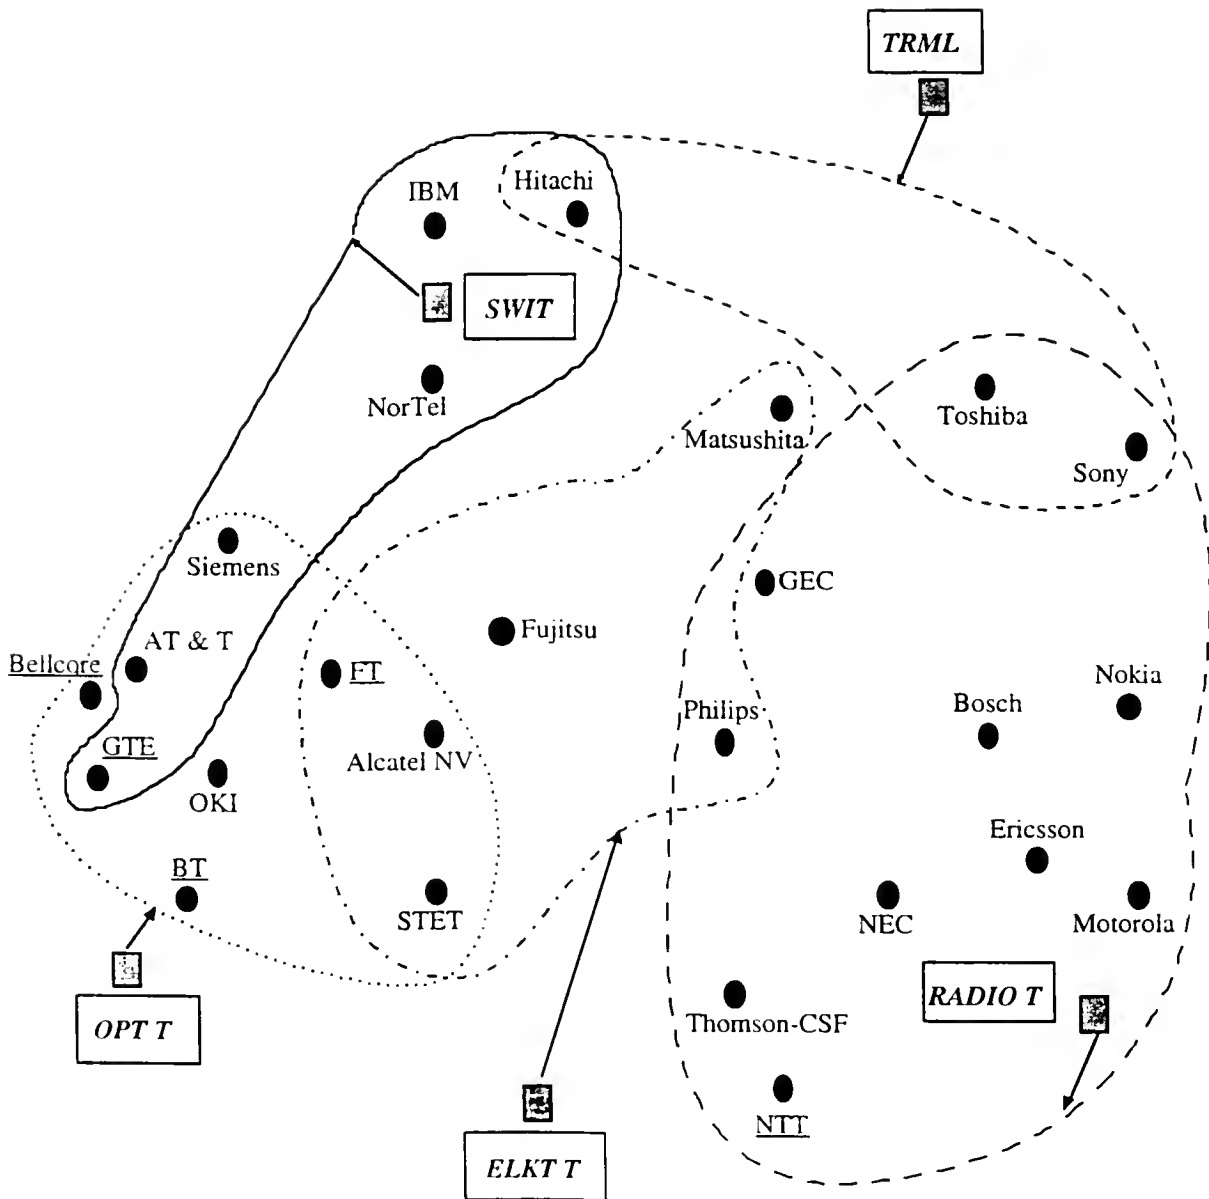 TRML
IBM
Hitachi
SWIT
NorTel
Matsushita
Toshiba
Sony
Siemens
GEC
AT & T
Bellcore
FT
Fujitsu
Nokia
Philips
Bosch
GTE
Alcatel NV
OKI
Ericsson
BT
STET
NEC
Motorola
RADIO T
OPT T
Thomson-CSF
NTT
ELKT T